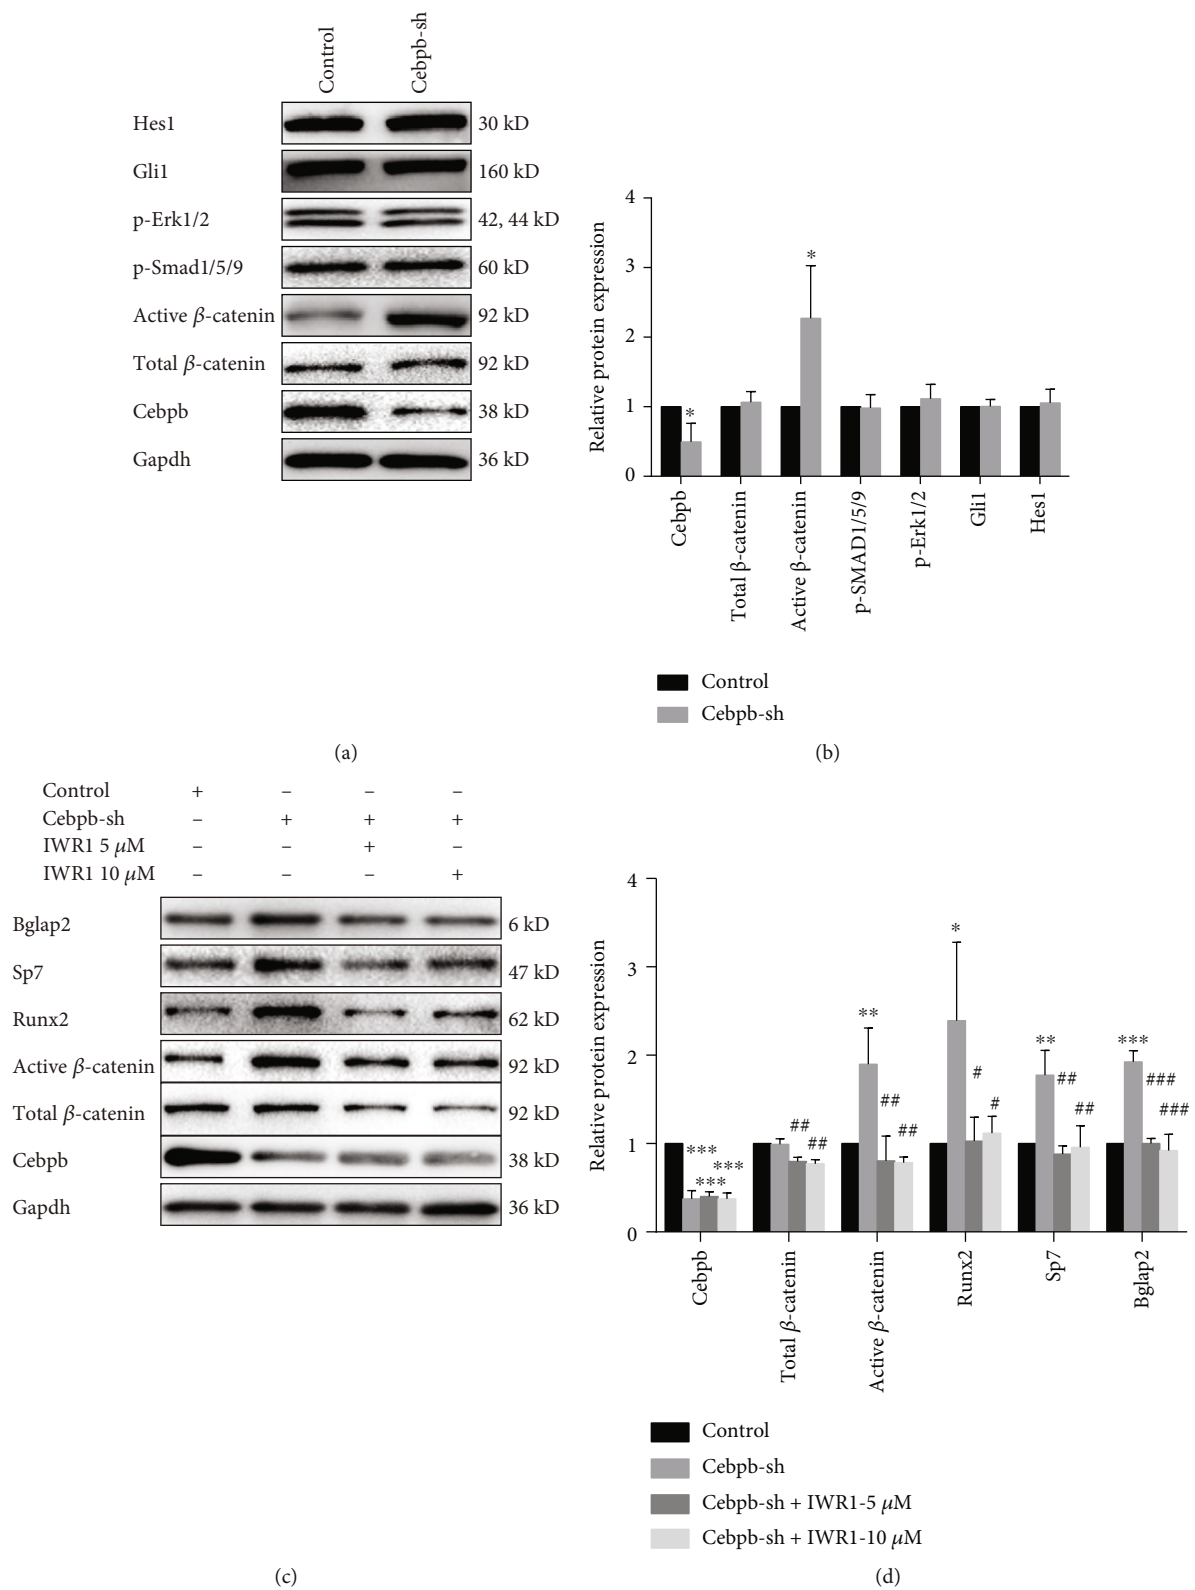 Control
Cebpb-sh
Hes1
30 kD
Gli1
160 kD
p-Erk1/2
42, 44 kD
p-Smad1/5/9
60 kD
Active β-catenin
92 kD
Total β-catenin
92 kD
Cebpb
38 kD
Gapdh
36 kD
(a)
Relative protein expression
4
3
2
1
0
*
*
Cebpb
Total β-catenin
Active β-catenin
p-SMAD1/5/9
p-Erk1/2
Gli1
Hes1
Control
Cebpb-sh
(b)
Control + – – –
Cebpb-sh – + + +
IWR1 5 μM – – + –
IWR1 10 μM – – – +
Bglap2
6 kD
Sp7
47 kD
Runx2
62 kD
Active β-catenin
92 kD
Total β-catenin
92 kD
Cebpb
38 kD
Gapdh
36 kD
(c)
Relative protein expression
4
3
2
1
0
***
***
***
##
##
**
##
##
*
#
#
**
##
##
***
###
###
Cebpb
Total β-catenin
Active β-catenin
Runx2
Sp7
Bglap2
Control
Cebpb-sh
Cebpb-sh + IWR1-5 μM
Cebpb-sh + IWR1-10 μM
(d)